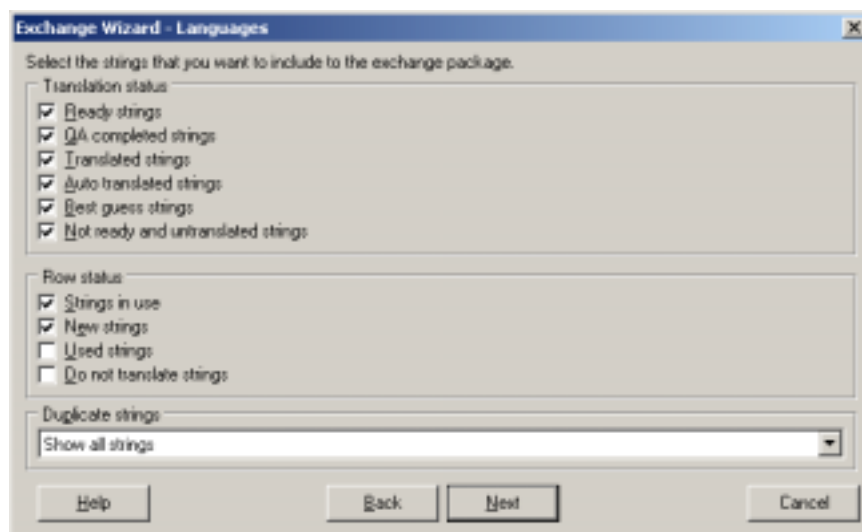 Exchange Wizard - Languages
Select the strings that you want to include to the exchange package.
Translation status
Ready strings
QA completed strings
Translated strings
Auto translated strings
Best guess strings
Not ready and untranslated strings
Row status
Strings in use
New strings
Used strings
Do not translate strings
Duplicate strings
Show all strings
Help Back Next Cancel